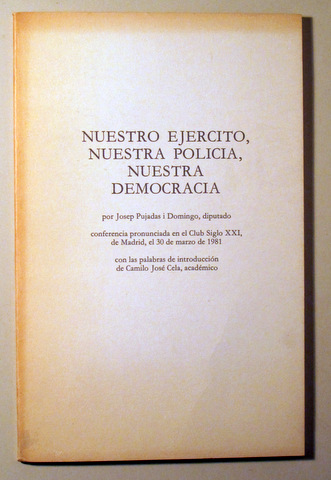 NUESTRO EJERCITO,
NUESTRA POLICIA,
NUESTRA
DEMOCRACIA
por Josep Pujadas i Domingo, diputado
conferencia pronunciada en el Club Siglo XXI,
de Madrid, el 30 de marzo de 1981
con las palabras de introducción
de Camilo José Cela, académico